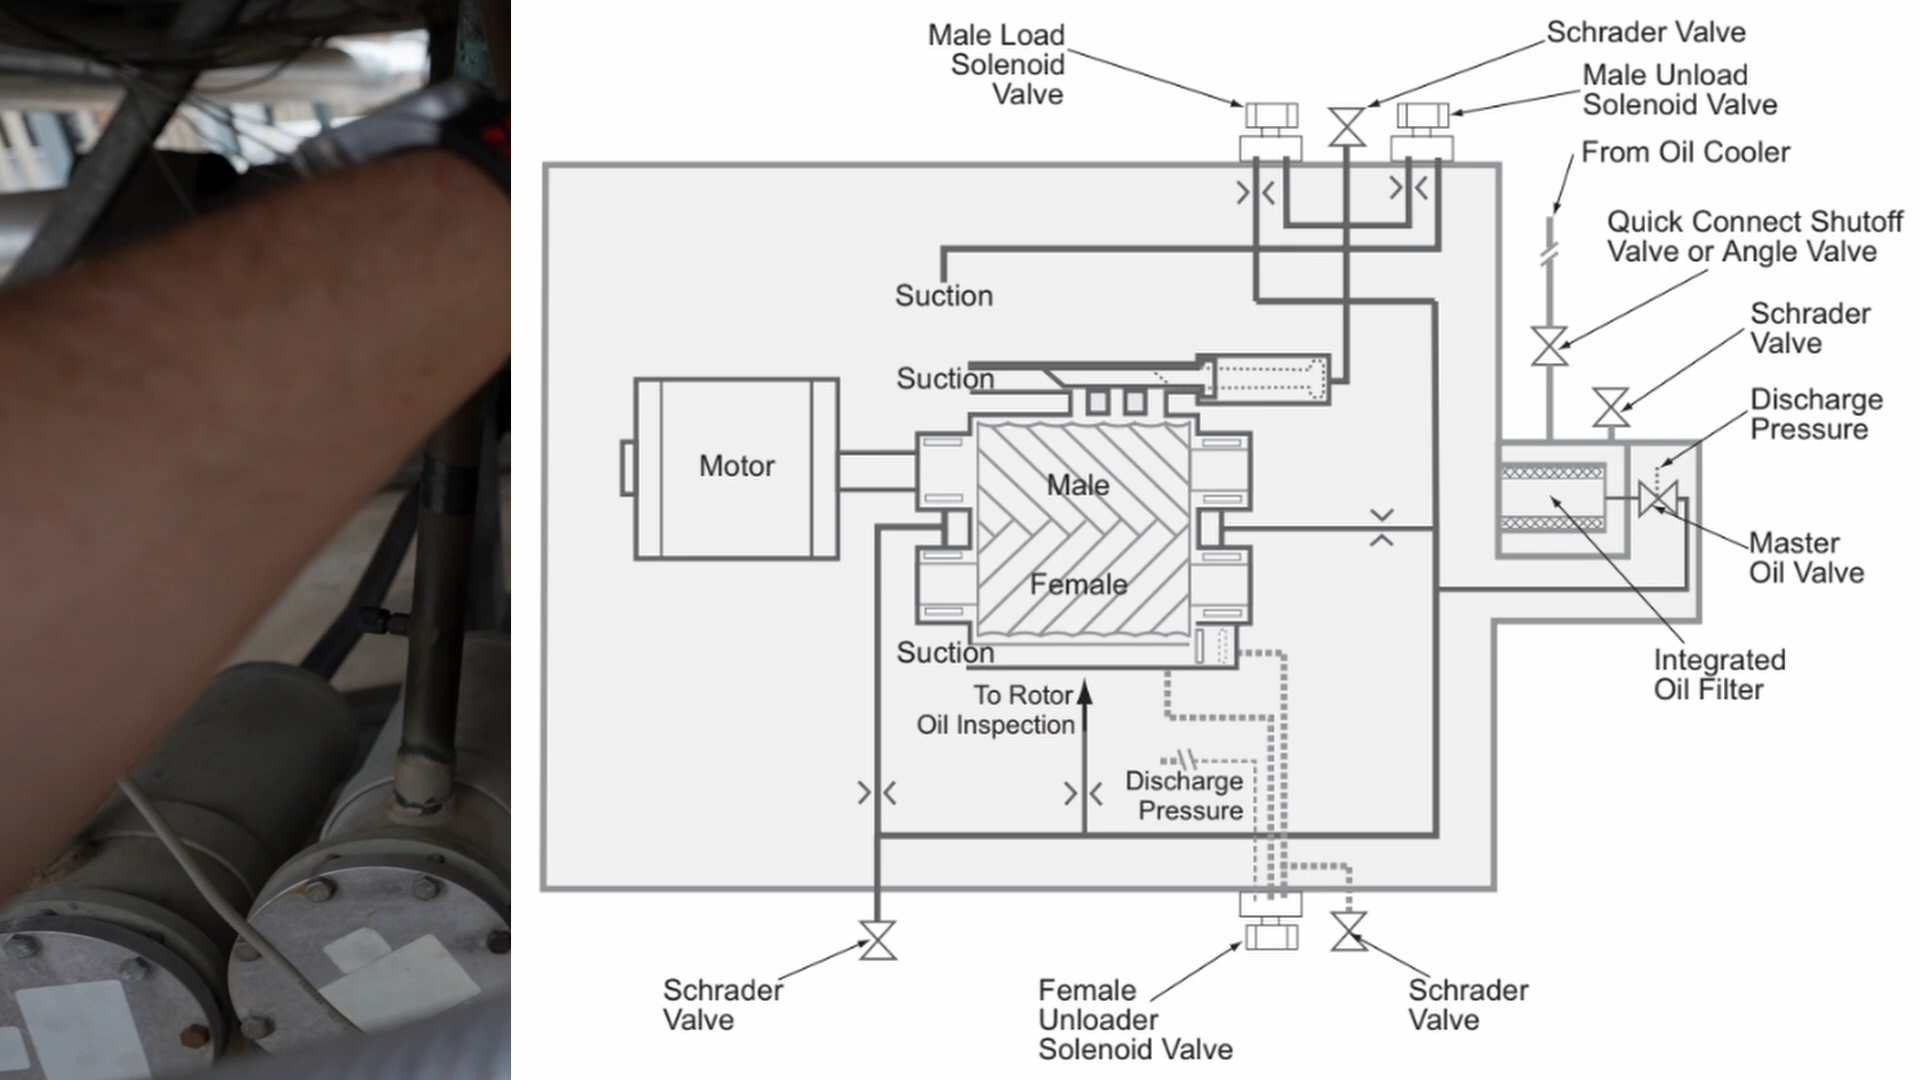 Male Load
Solenoid
Valve
Schrader Valve
Male Unload
Solenoid Valve
From Oil Cooler
Quick Connect Shutoff
Valve or Angle Valve
Suction
Schrader
Valve
Suction
Discharge
Pressure
Motor
Male
Master
Oil Valve
Female
Suction
Integrated
Oil Filter
To Rotor
Oil Inspection
Discharge
Pressure
Schrader
Valve
Female
Unloader
Solenoid Valve
Schrader
Valve